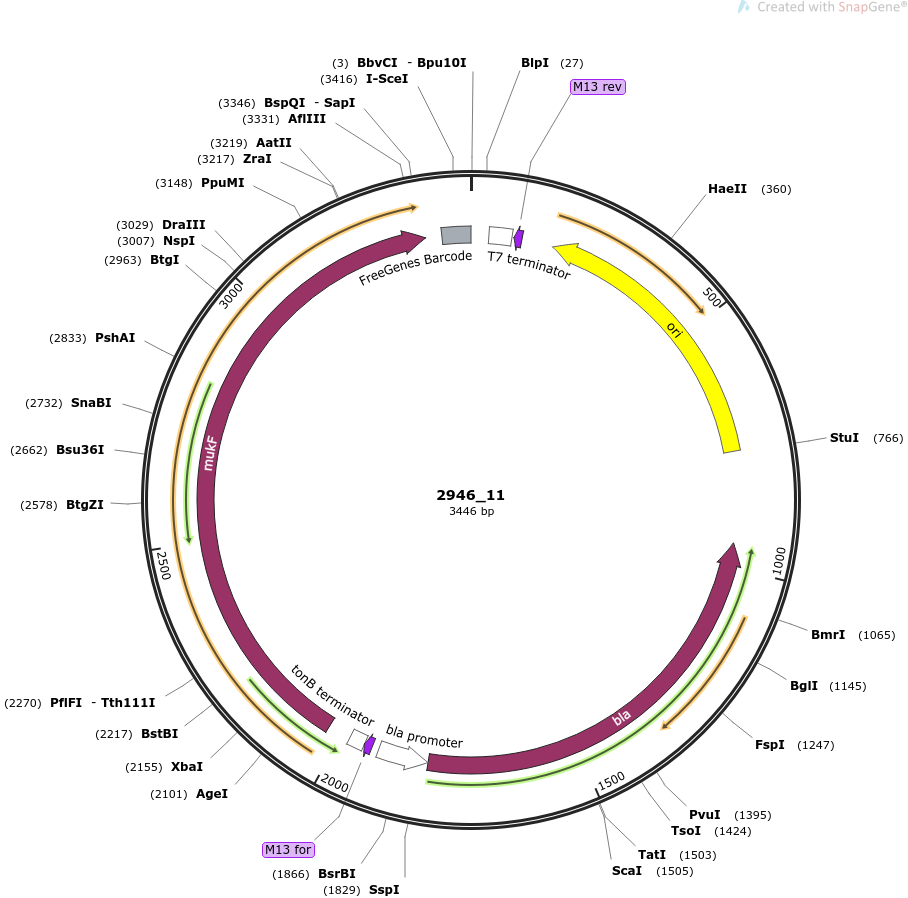 Created with SnapGene®
(3) BbvCI - Bpu10I
BlpI (27)
(3416) I-SceI
M13 rev
(3346) BspQI - SapI
(3331) AflIII
(3219) AatII
(3217) ZraI
(3148) PpuMI
HaeII (360)
(3029) DraIII
(3007) NspI
(2963) BtgI
FreeGenes Barcode
T7 terminator
3000
500
ori
(2833) PshAI
(2732) SnaBI
(2662) Bsu36I
mukF
StuI (766)
(2578) BtgZI
2946_11
3446 bp
2500
1000
BmrI (1065)
BglI (1145)
(2270) PflFI - Tth111I
tonB terminator
bla promoter
bla
(2217) BstBI
FspI (1247)
(2155) XbaI
2000
1500
(2101) AgeI
PvuI (1395)
TsoI (1424)
M13 for
TatI (1503)
(1866) BsrBI
ScaI (1505)
(1829) SspI